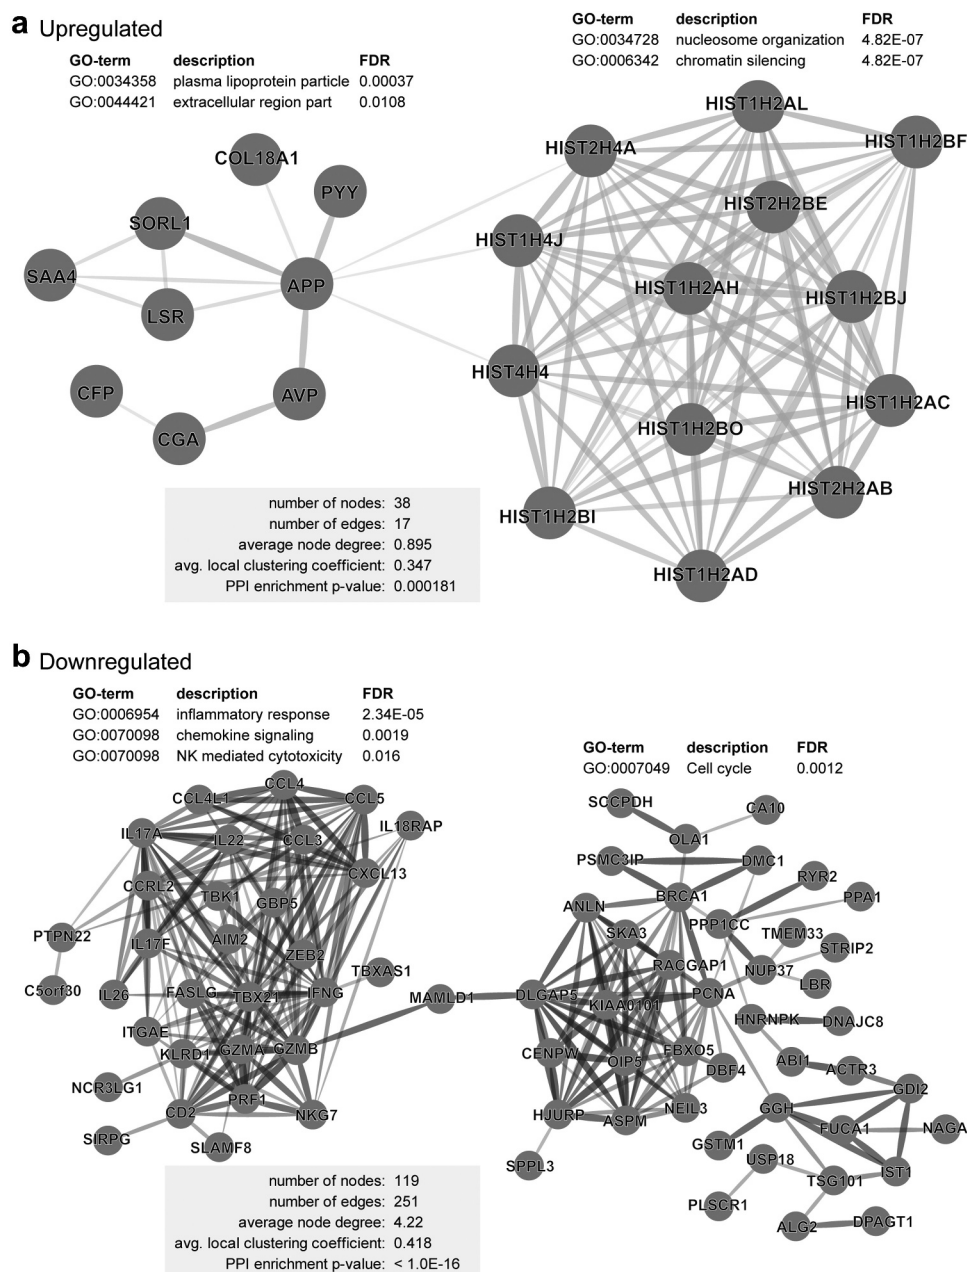 a Upregulated
GO-term description FDR
GO:0034358 plasma lipoprotein particle 0.00037
GO:0044421 extracellular region part 0.0108
GO-term description FDR
GO:0034728 nucleosome organization 4.82E-07
GO:0006342 chromatin silencing 4.82E-07
HIST1H2AL
HIST1H2BF
HIST2H4A
COL18A1
PYY
HIST2H2BE
SORL1
HIST1H4J
SAA4
APP
HIST1H2AH
HIST1H2BJ
LSR
HIST4H4
CFP
AVP
HIST1H2AC
HIST1H2BO
CGA
HIST2H2AB
HIST1H2BI
HIST1H2AD
number of nodes: 38
number of edges: 17
average node degree: 0.895
avg. local clustering coefficient: 0.347
PPI enrichment p-value: 0.000181
b Downregulated
GO-term description FDR
GO:0006954 inflammatory response 2.34E-05
GO:0070098 chemokine signaling 0.0019
GO:0070098 NK mediated cytotoxicity 0.016
GO-term description FDR
GO:0007049 Cell cycle 0.0012
CCL4
CCL4L1
CCL5
IL17A
IL22
CCL3
IL18RAP
CXCL13
CCRL2
TBK1
GBP5
PTPN22
IL17F
AIM2
ZEB2
TBXAS1
C5orf30
IL26
FASLG
TBX21
IFNG
MAMLD1
ITGAE
KLRD1
GZMA
GZMB
NCR3LG1
CD2
PRF1
NKG7
SIRPG
SLAMF8
SCCPDH
CA10
OLA1
PSMC3IP
DMC1
RYR2
BRCA1
PPA1
ANLN
PPP1CC
SKA3
TMEM33
STRIP2
RACGAP1
NUP37
LBR
DLGAP5
KIAA0101
PCNA
HNRNPK
DNAJC8
CENPW
OIP5
FBXO5
DBF4
ABI1
ACTR3
GDI2
HJURP
ASPM
NEIL3
GGH
FUCA1
NAGA
GSTM1
USP18
IST1
SPPL3
TSG101
PLSCR1
ALG2
DPAGT1
number of nodes: 119
number of edges: 251
average node degree: 4.22
avg. local clustering coefficient: 0.418
PPI enrichment p-value: < 1.0E-16